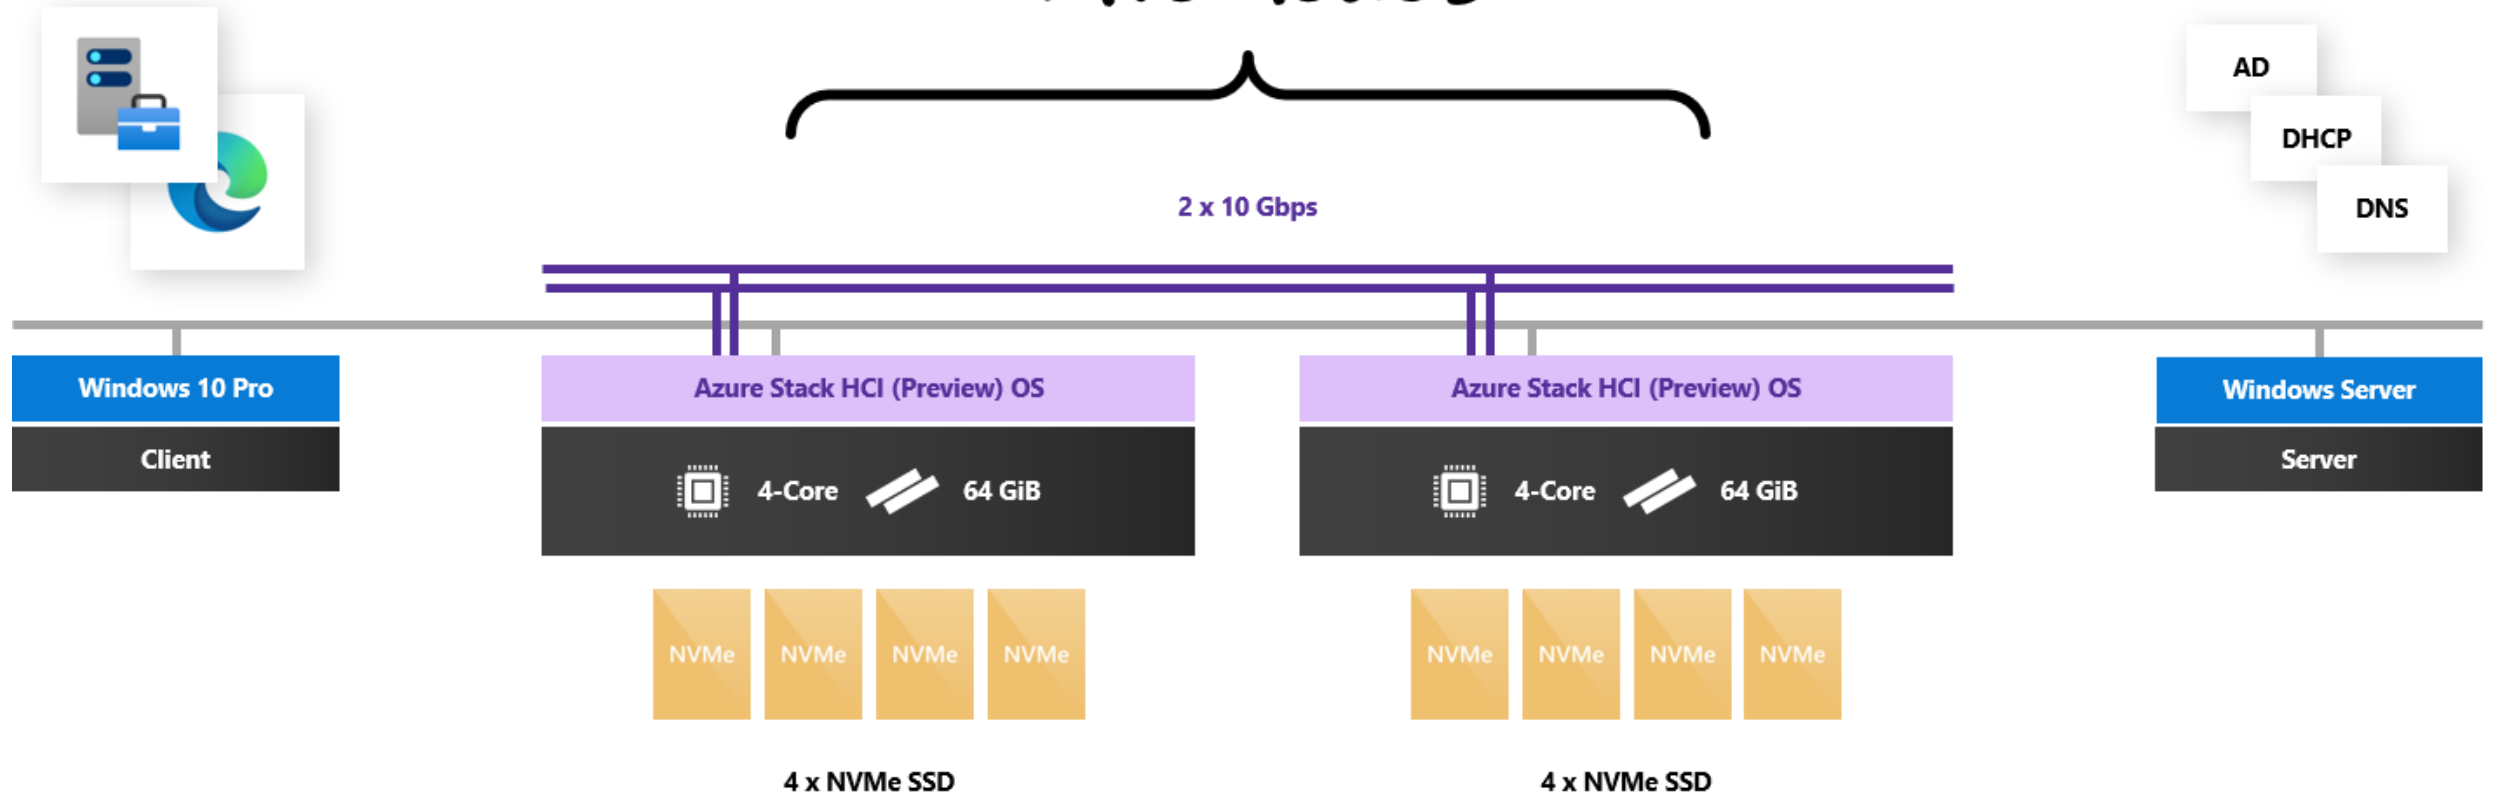 AD
DHCP
DNS
2 x 10 Gbps
Windows 10 Pro
Client
Azure Stack HCI (Preview) OS
4-Core
64 GiB
NVMe
NVMe
NVMe
NVMe
4 x NVMe SSD
Azure Stack HCI (Preview) OS
4-Core
64 GiB
NVMe
NVMe
NVMe
NVMe
4 x NVMe SSD
Windows Server
Server